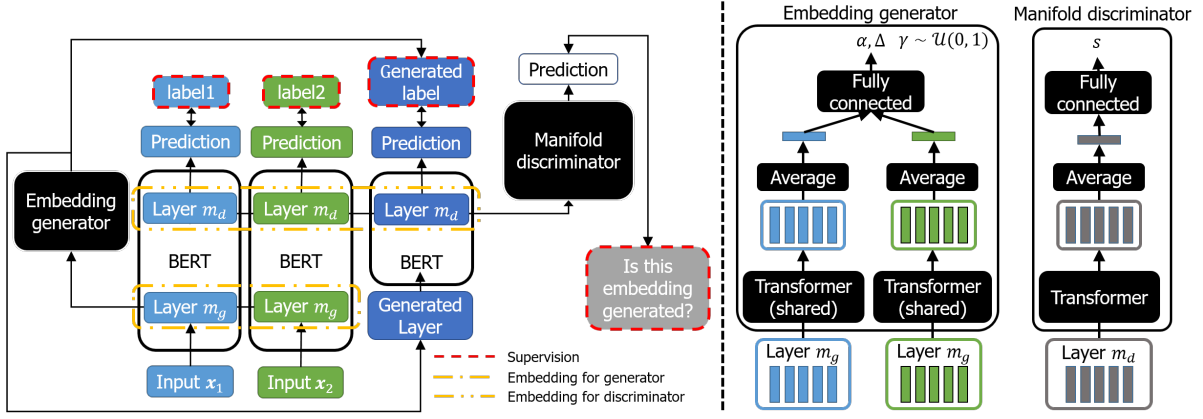 label1
label2
Generated
label
Prediction
Prediction
Prediction
Embedding
generator
Layer m_d
Layer m_d
Layer m_d
BERT
BERT
BERT
Layer m_g
Layer m_g
Generated
Layer
Input x_1
Input x_2
Prediction
Manifold
discriminator
Is this
embedding
generated?
Supervision
Embedding for generator
Embedding for discriminator
Embedding generator
α, Δ γ ~ 𝒰(0, 1)
Fully
connected
Average
Average
Transformer
(shared)
Transformer
(shared)
Layer m_g
Layer m_g
Manifold discriminator
s
Fully
connected
Average
Transformer
Layer m_d